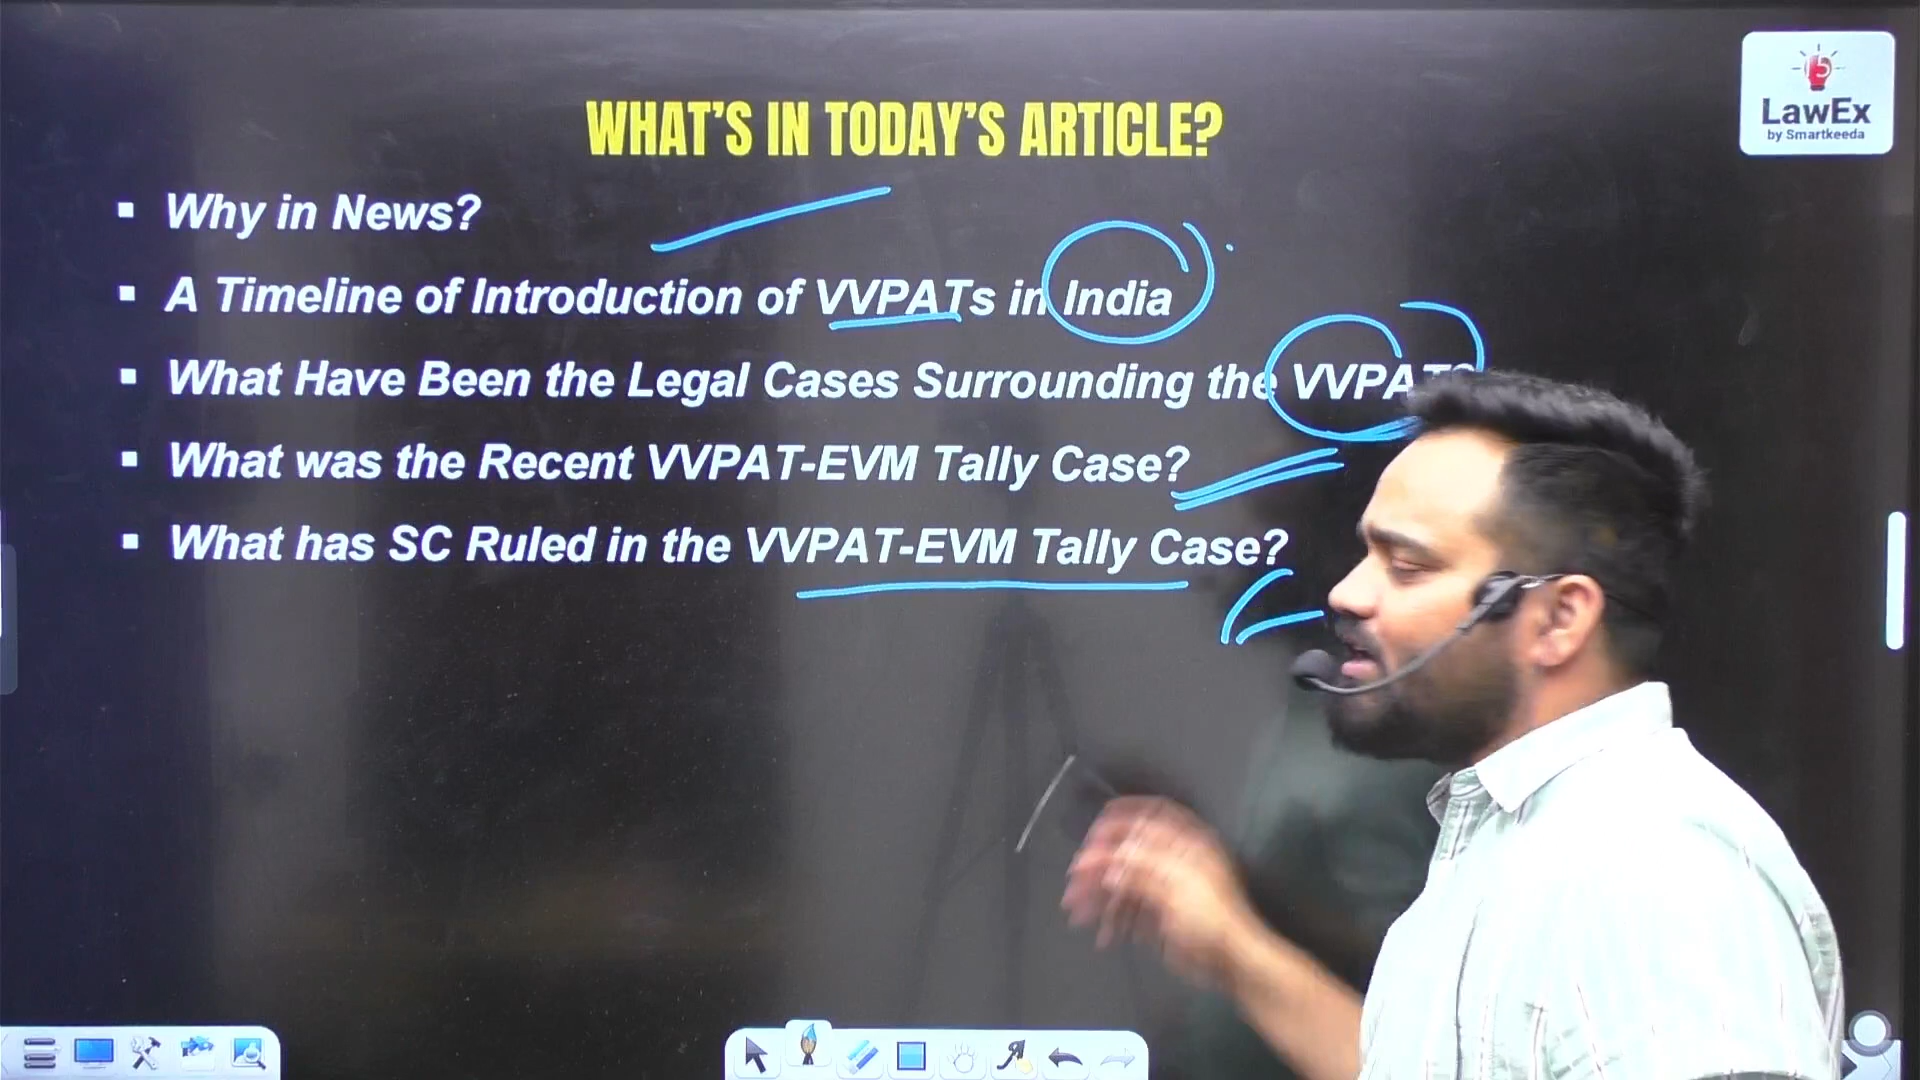 WHAT'S IN TODAY'S ARTICLE?
LawEx
by Smartkeeda
▪ Why in News?
▪ A Timeline of Introduction of VVPATs in India
▪ What Have Been the Legal Cases Surrounding the VVPAT?
▪ What was the Recent VVPAT-EVM Tally Case?
▪ What has SC Ruled in the VVPAT-EVM Tally Case?